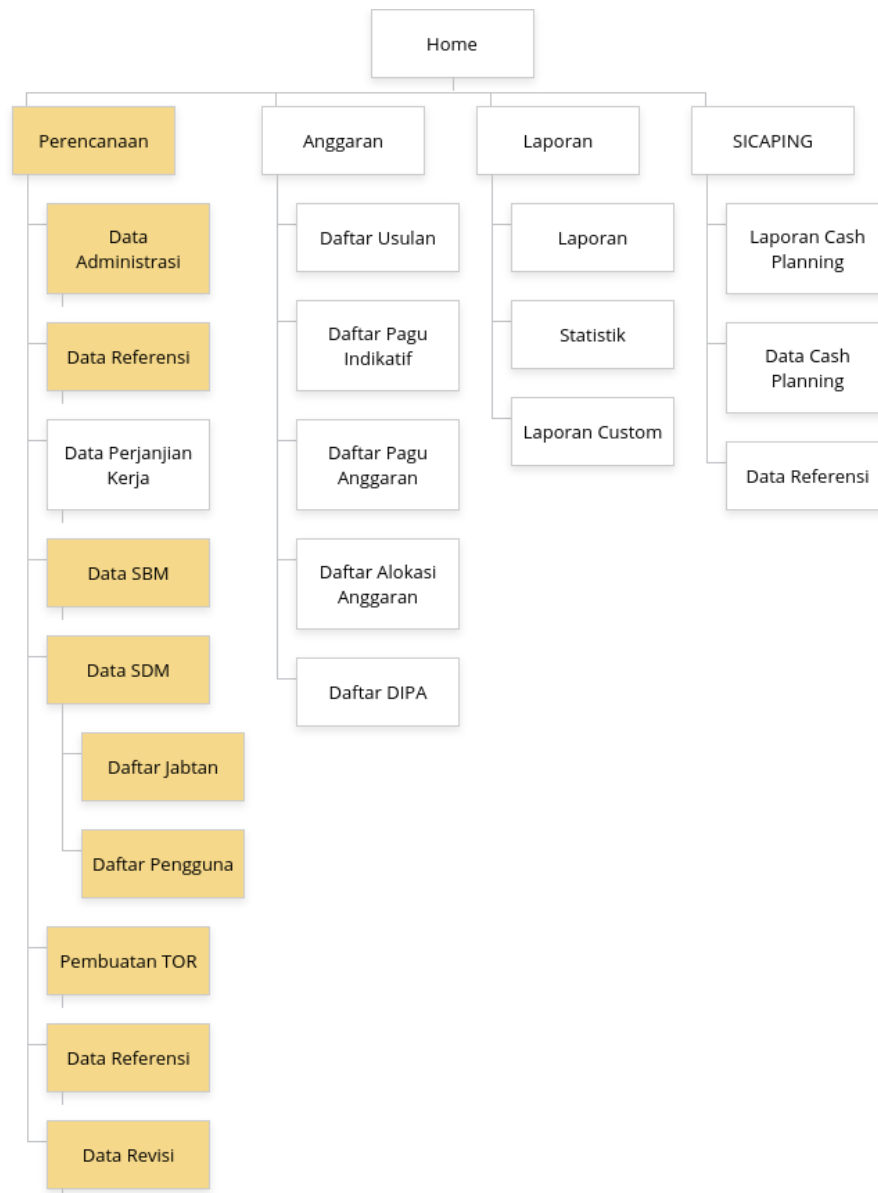 Home
Perencanaan
Anggaran
Laporan
SICAPING
Data
Administrasi
Data Referensi
Data Perjanjian
Kerja
Data SBM
Data SDM
Daftar Jabtan
Daftar Pengguna
Pembuatan TOR
Data Referensi
Data Revisi
Daftar Usulan
Daftar Pagu
Indikatif
Daftar Pagu
Anggaran
Daftar Alokasi
Anggaran
Daftar DIPA
Laporan
Statistik
Laporan Custom
Laporan Cash
Planning
Data Cash
Planning
Data Referensi